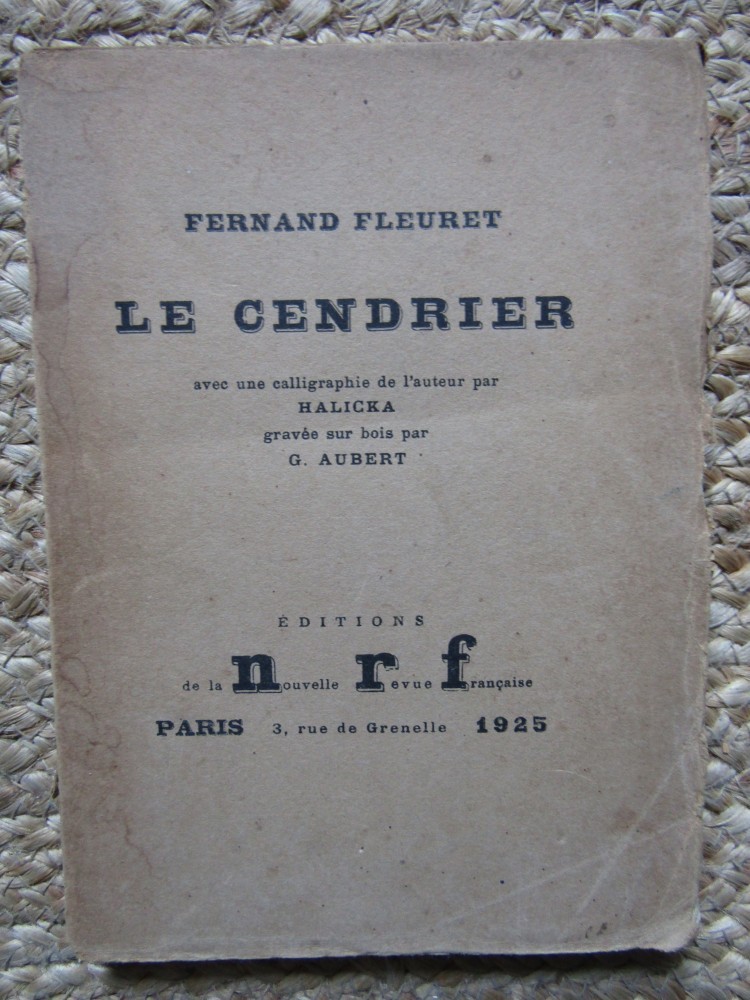 FERNAND FLEURET
LE CENDRIER
avec une calligraphie de l'auteur par
HALICKA
gravée sur bois par
G. AUBERT
ÉDITIONS
de la nouvelle revue française
PARIS 3, rue de Grenelle 1925